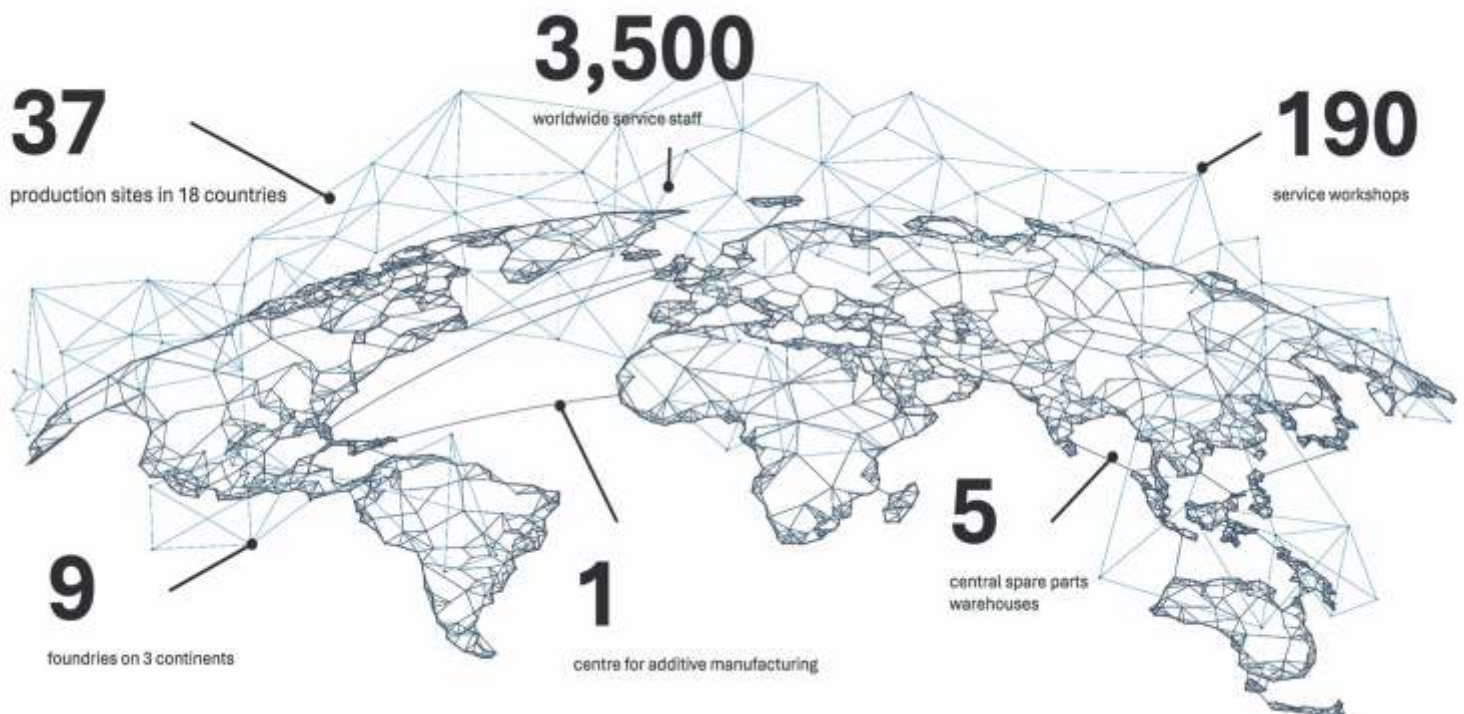 3,500
worldwide service staff
37
production sites in 18 countries
190
service workshops
9
foundries on 3 continents
1
centre for additive manufacturing
5
central spare parts
warehouses